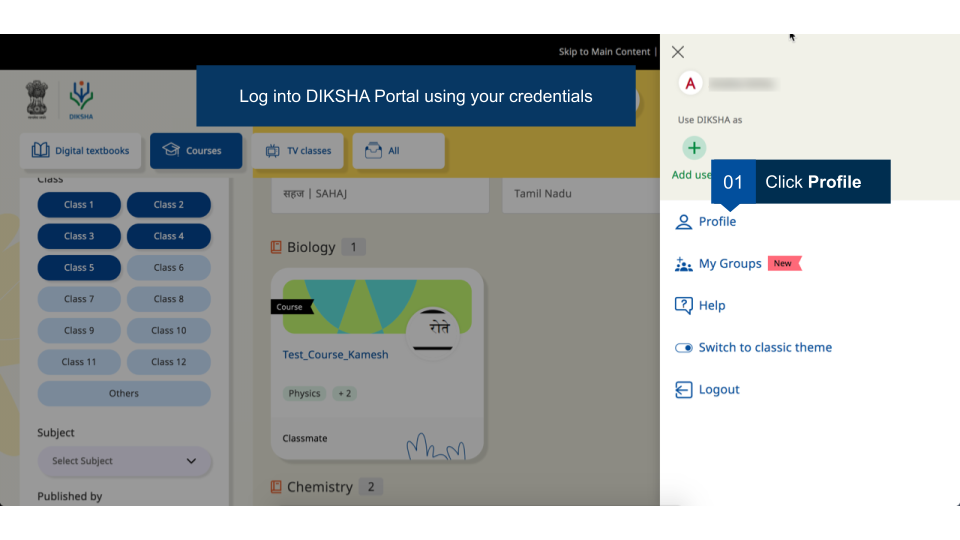 Skip to Main Content |
Log into DIKSHA Portal using your credentials
DIKSHA
Digital textbooks
Courses
TV classes
All
Class
Class 1
Class 2
Class 3
Class 4
Class 5
Class 6
Class 7
Class 8
Class 9
Class 10
Class 11
Class 12
Others
Subject
Select Subject
Published by
सहज | SAHAJ
Tamil Nadu
Biology 1
Course
रोते
Test_Course_Kamesh
Physics + 2
Classmate
Chemistry 2
A
Use DIKSHA as
Add use
01 Click Profile
Profile
My Groups New
Help
Switch to classic theme
Logout